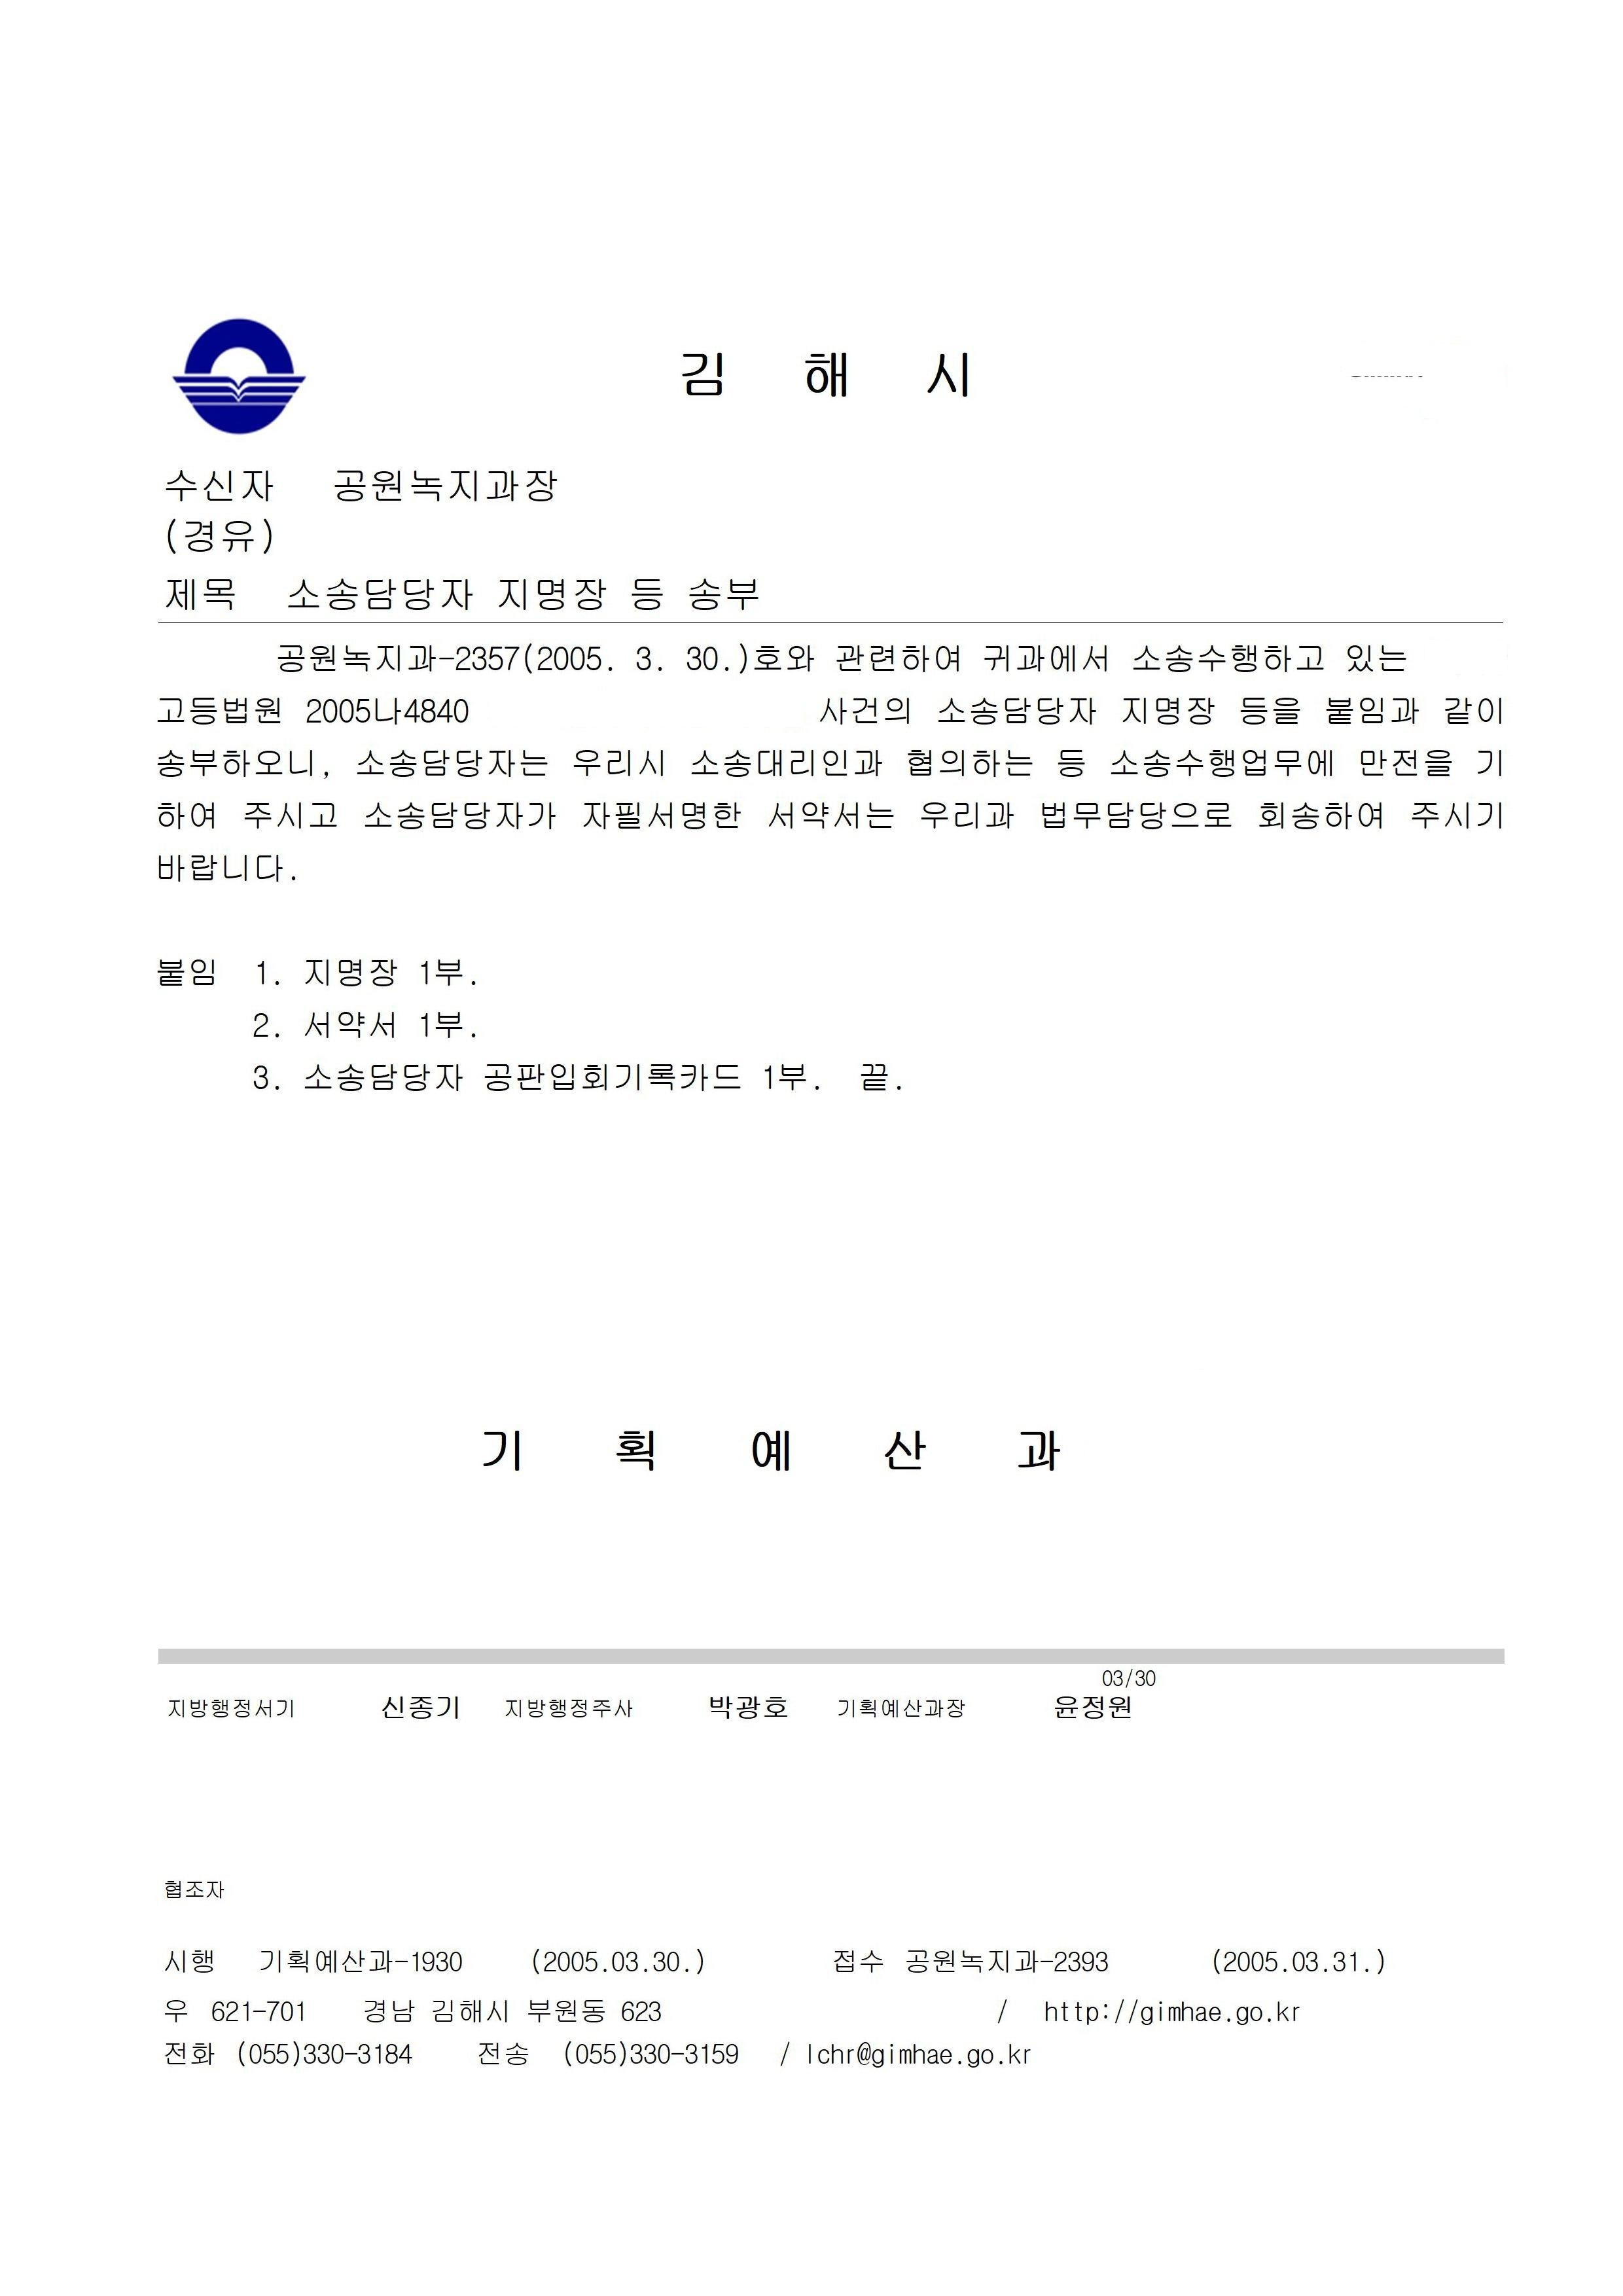 김 해 시
수신자 공원녹지과장
(경유)
제목 소송담당자 지명장 등 송부
공원녹지과-2357(2005. 3. 30.)호와 관련하여 귀과에서 소송수행하고 있는
고등법원 2005나4840 사건의 소송담당자 지명장 등을 붙임과 같이
송부하오니, 소송담당자는 우리시 소송대리인과 협의하는 등 소송수행업무에 만전을 기
하여 주시고 소송담당자가 자필서명한 서약서는 우리과 법무담당으로 회송하여 주시기
바랍니다.
붙임 1. 지명장 1부.
2. 서약서 1부.
3. 소송담당자 공판입회기록카드 1부. 끝.
기 획 예 산 과
03/30
지방행정서기 신종기 지방행정주사 박광호 기획예산과장 윤정원
협조자
시행 기획예산과-1930 (2005.03.30.) 접수 공원녹지과-2393 (2005.03.31.)
우 621-701 경남 김해시 부원동 623 / http://gimhae.go.kr
전화 (055)330-3184 전송 (055)330-3159 / lchr@gimhae.go.kr